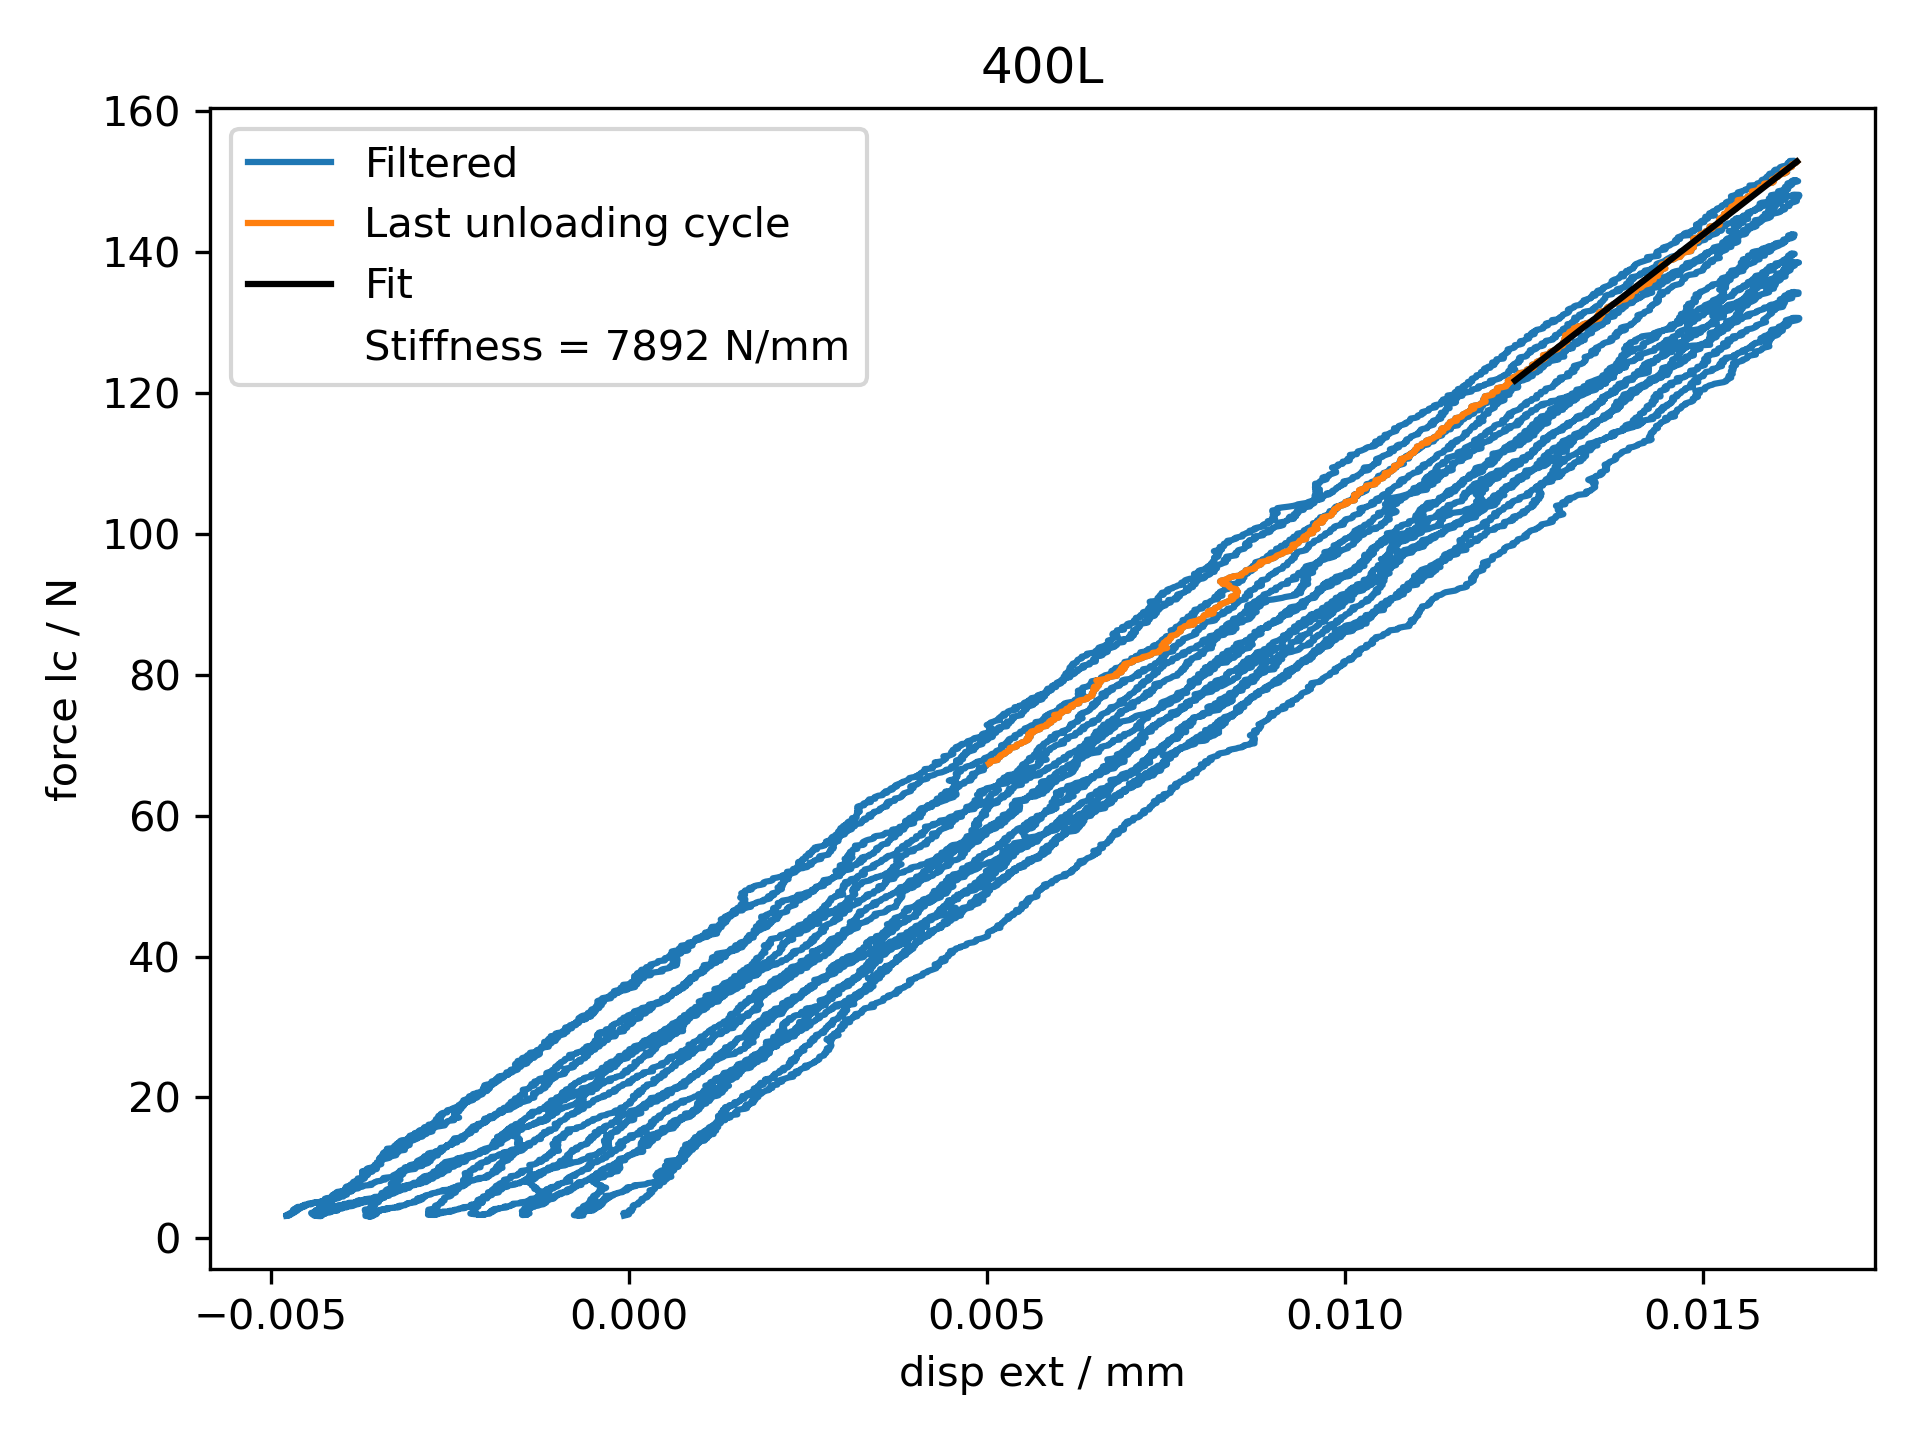 400L
160
140
120
100
80
60
40
20
0
force lc / N
Filtered
Last unloading cycle
Fit
Stiffness = 7892 N/mm
−0.005
0.000
0.005
0.010
0.015
disp ext / mm